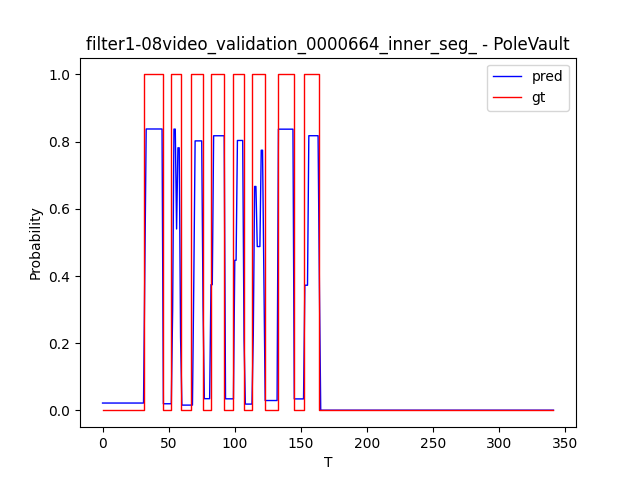 filter1-08video_validation_0000664_inner_seg_ - PoleVault
pred
gt
1.0
0.8
0.6
0.4
0.2
0.0
Probability
0 50 100 150 200 250 300 350
T